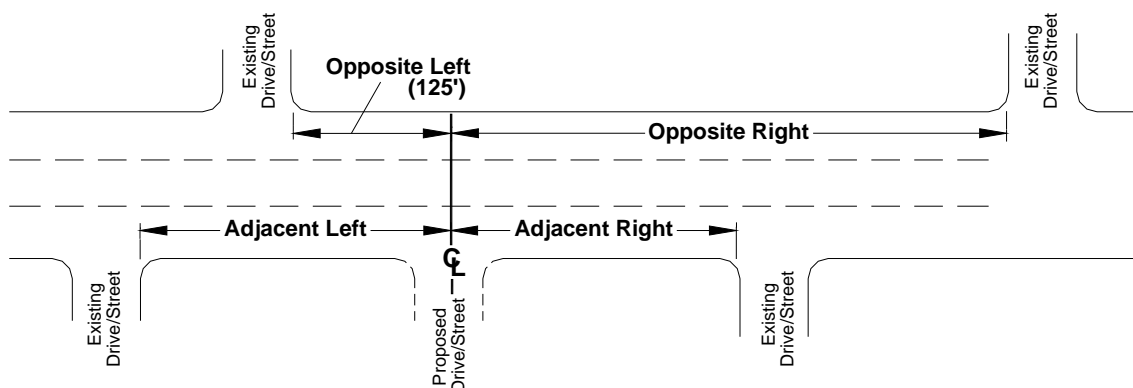 Existing
Drive/Street
Opposite Left
(125')
Existing
Drive/Street
Opposite Right
Adjacent Left
Adjacent Right
CL
Existing
Drive/Street
Proposed
Drive/Street
Existing
Drive/Street